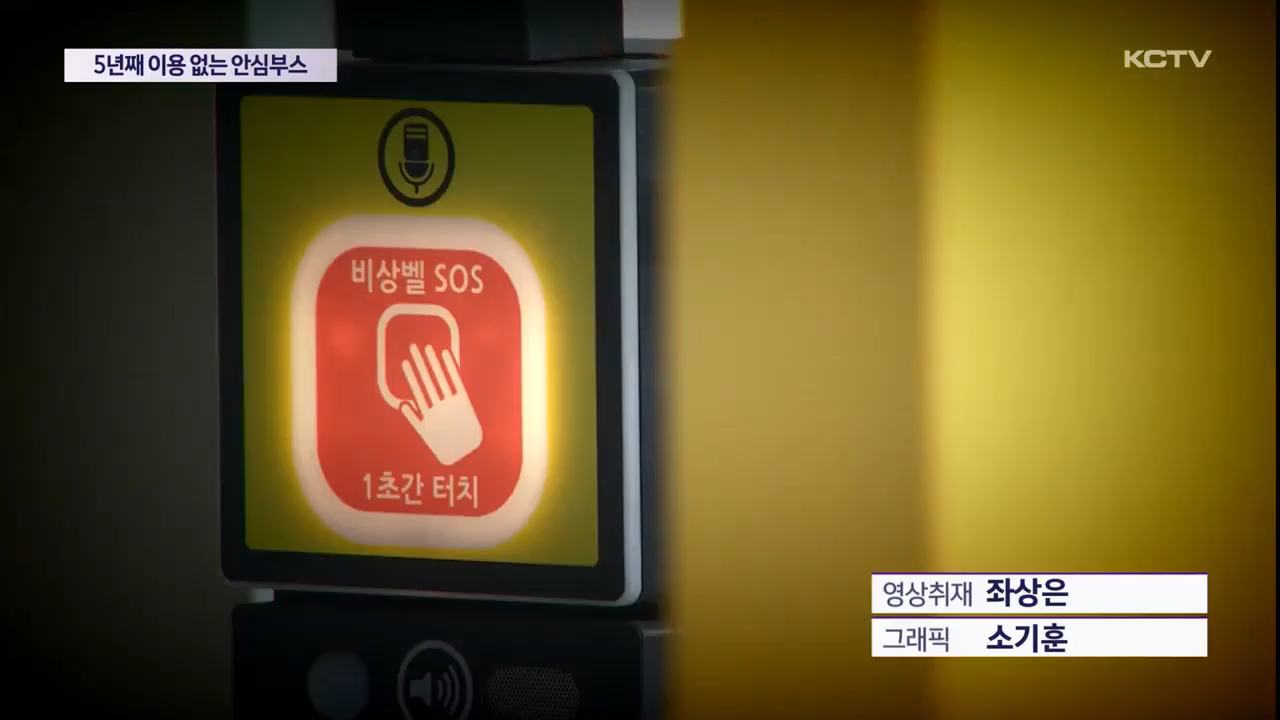 5년째 이용 없는 안심부스
KCTV
비상벨 SOS
1초간 터치
영상취재 좌상은
그래픽 소기훈